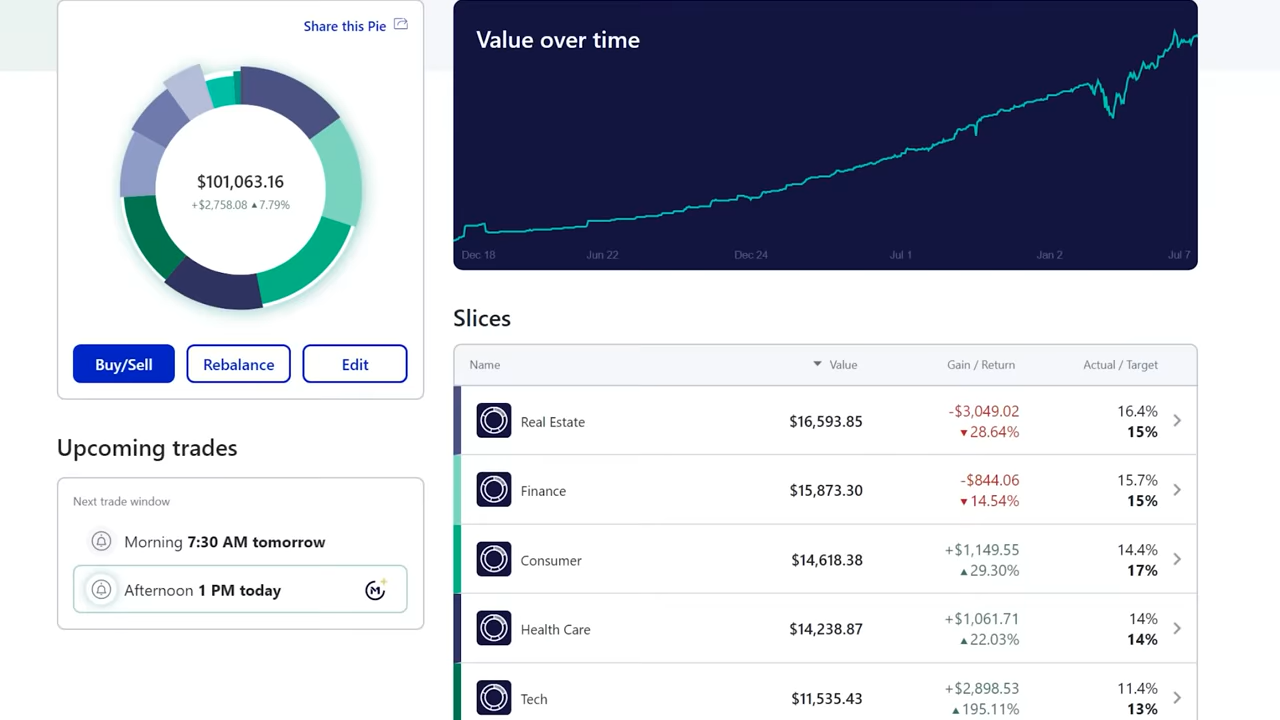 Share this Pie
$101,063.16
+$2,758.08 ▲7.79%
Buy/Sell
Rebalance
Edit
Upcoming trades
Next trade window
Morning 7:30 AM tomorrow
Afternoon 1 PM today
Value over time
Dec 18
Jun 22
Dec 24
Jul 1
Jan 2
Jul 7
Slices
Name ▼ Value Gain / Return Actual / Target
Real Estate $16,593.85 -$3,049.02 16.4%
▼28.64% 15%
Finance $15,873.30 -$844.06 15.7%
▼14.54% 15%
Consumer $14,618.38 +$1,149.55 14.4%
▲29.30% 17%
Health Care $14,238.87 +$1,061.71 14%
▲22.03% 14%
Tech $11,535.43 +$2,898.53 11.4%
▲195.11% 13%